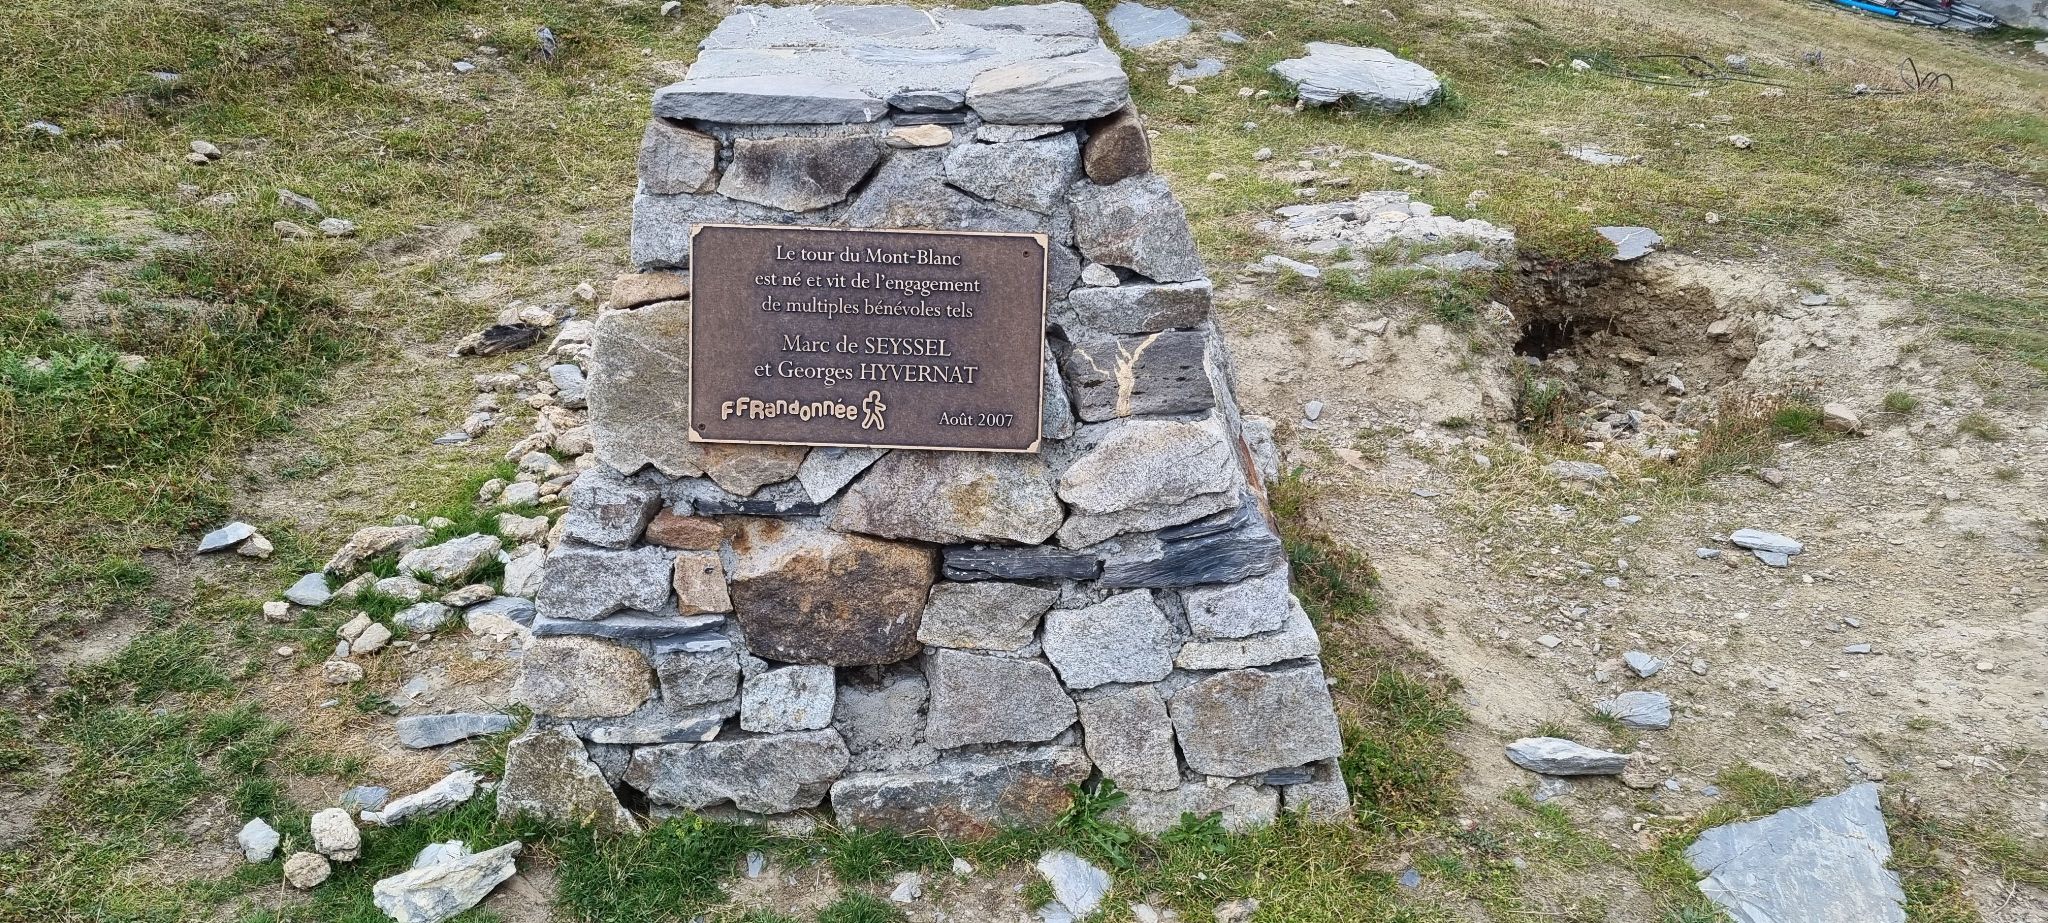 Le tour du Mont-Blanc
est né et vit de l'engagement
de multiples bénévoles tels
Marc de SEYSSEL
et Georges HYVERNAT
FFRandonnée
Août 2007